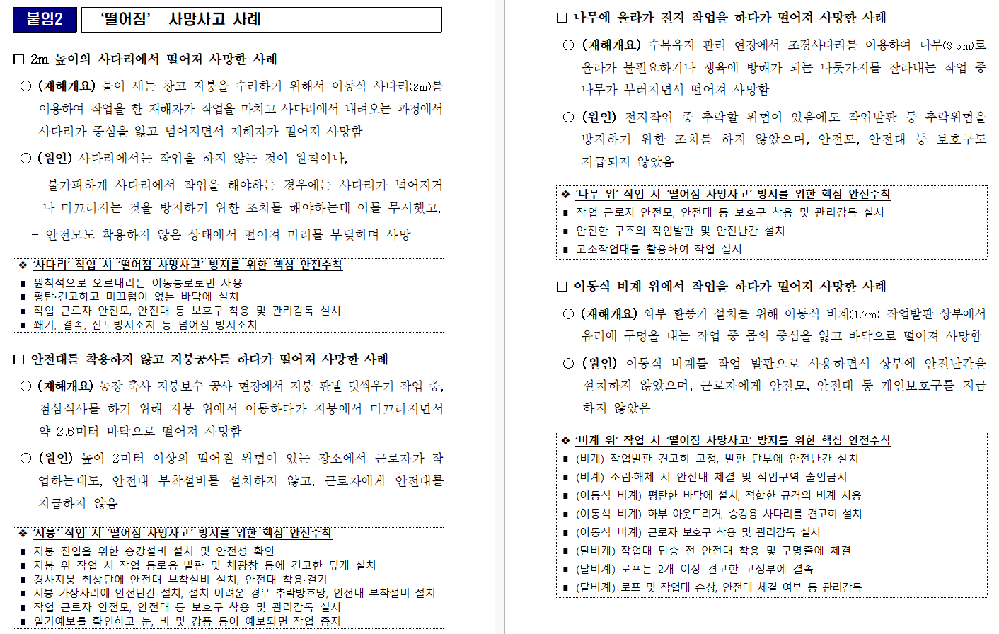 붙임2
‘떨어짐’ 사망사고 사례
□ 2m 높이의 사다리에서 떨어져 사망한 사례
○ (재해개요) 물이 새는 창고 지붕을 수리하기 위해서 이동식 사다리(2m)를
이용하여 작업을 한 재해자가 작업을 마치고 사다리에서 내려오는 과정에서
사다리가 중심을 잃고 넘어지면서 재해자가 떨어져 사망함
○ (원인) 사다리에서는 작업을 하지 않는 것이 원칙이나,
- 불가피하게 사다리에서 작업을 해야하는 경우에는 사다리가 넘어지거
나 미끄러지는 것을 방지하기 위한 조치를 해야하는데 이를 무시했고,
- 안전모도 착용하지 않은 상태에서 떨어져 머리를 부딪히며 사망
❖ ‘사다리’ 작업 시 ‘떨어짐 사망사고’ 방지를 위한 핵심 안전수칙
▪ 원칙적으로 오르내리는 이동통로로만 사용
▪ 평탄·견고하고 미끄럼이 없는 바닥에 설치
▪ 작업 근로자 안전모, 안전대 등 보호구 착용 및 관리감독 실시
▪ 쐐기, 결속, 전도방지조치 등 넘어짐 방지조치
□ 안전대를 착용하지 않고 지붕공사를 하다가 떨어져 사망한 사례
○ (재해개요) 농장 축사 지붕보수 공사 현장에서 지붕 판넬 덧씌우기 작업 중,
점심식사를 하기 위해 지붕 위에서 이동하다가 지붕에서 미끄러지면서
약 2.6미터 바닥으로 떨어져 사망함
○ (원인) 높이 2미터 이상의 떨어질 위험이 있는 장소에서 근로자가 작
업하는데도, 안전대 부착설비를 설치하지 않고, 근로자에게 안전대를
지급하지 않음
❖ ‘지붕’ 작업 시 ‘떨어짐 사망사고’ 방지를 위한 핵심 안전수칙
▪ 지붕 진입을 위한 승강설비 설치 및 안전성 확인
▪ 지붕 위 작업 시 작업 통로용 발판 및 채광창 등에 견고한 덮개 설치
▪ 경사지붕 최상단에 안전대 부착설비 설치, 안전대 착용·걸기
▪ 지붕 가장자리에 안전난간 설치, 설치 어려운 경우 추락방호망, 안전대 부착설비 설치
▪ 작업 근로자 안전모, 안전대 등 보호구 착용 및 관리감독 실시
▪ 일기예보를 확인하고 눈, 비 및 강풍 등이 예보되면 작업 중지
□ 나무에 올라가 전지 작업을 하다가 떨어져 사망한 사례
○ (재해개요) 수목유지 관리 현장에서 조경사다리를 이용하여 나무(3.5m)로
올라가 불필요하거나 생육에 방해가 되는 나뭇가지를 잘라내는 작업 중
나무가 부러지면서 떨어져 사망함
○ (원인) 전지작업 중 추락할 위험이 있음에도 작업발판 등 추락위험을
방지하기 위한 조치를 하지 않았으며, 안전모, 안전대 등 보호구도
지급되지 않았음
❖ ‘나무 위’ 작업 시 ‘떨어짐 사망사고’ 방지를 위한 핵심 안전수칙
▪ 작업 근로자 안전모, 안전대 등 보호구 착용 및 관리감독 실시
▪ 안전한 구조의 작업발판 및 안전난간 설치
▪ 고소작업대를 활용하여 작업 실시
□ 이동식 비계 위에서 작업을 하다가 떨어져 사망한 사례
○ (재해개요) 외부 환풍기 설치를 위해 이동식 비계(1.7m) 작업발판 상부에서
유리에 구멍을 내는 작업 중 몸의 중심을 잃고 바닥으로 떨어져 사망함
○ (원인) 이동식 비계를 작업 발판으로 사용하면서 상부에 안전난간을
설치하지 않았으며, 근로자에게 안전모, 안전대 등 개인보호구를 지급
하지 않았음
❖ ‘비계 위’ 작업 시 ‘떨어짐 사망사고’ 방지를 위한 핵심 안전수칙
▪ (비계) 작업발판 견고히 고정, 발판 단부에 안전난간 설치
▪ (비계) 조립·해체 시 안전대 체결 및 작업구역 출입금지
▪ (이동식 비계) 평탄한 바닥에 설치, 적합한 규격의 비계 사용
▪ (이동식 비계) 하부 아웃트리거, 승강용 사다리를 견고히 설치
▪ (이동식 비계) 근로자 보호구 착용 및 관리감독 실시
▪ (달비계) 작업대 탑승 전 안전대 착용 및 구명줄에 체결
▪ (달비계) 로프는 2개 이상 견고한 고정부에 결속
▪ (달비계) 로프 및 작업대 손상, 안전대 체결 여부 등 관리감독